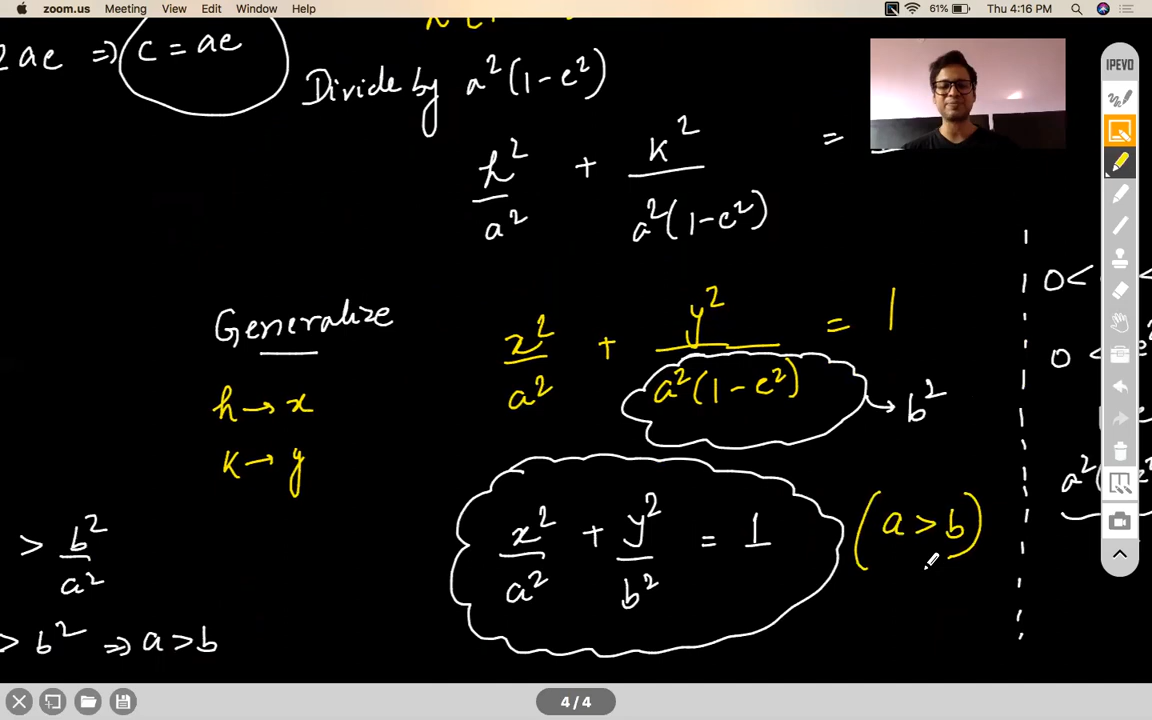 zoom.us Meeting View Edit Window Help 61% Thu 4:16 PM
2ae ⇒ c = ae
Divide by a²(1-e²)
IPEVO
h²/a² + k²/a²(1-e²) =
Generalize
x²/a² + y²/a²(1-e²) = 1
→ b²
h → x
k → y
0 <
0 <
> b²/a²
> b² ⇒ a > b
x²/a² + y²/b² = 1 (a > b)
a²(
4/4